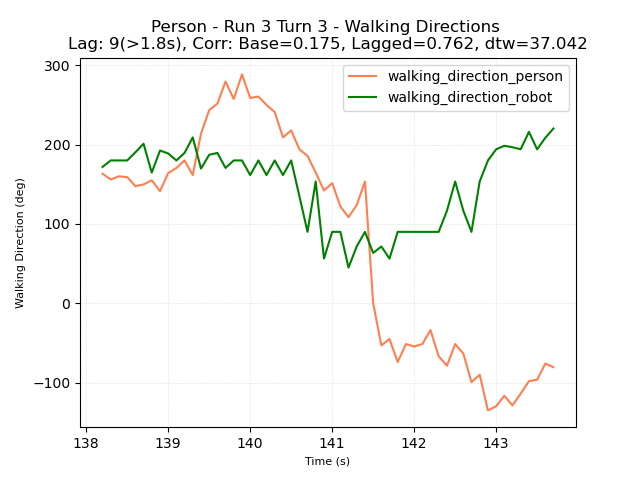 Person - Run 3 Turn 3 - Walking Directions
Lag: 9(>1.8s), Corr: Base=0.175, Lagged=0.762, dtw=37.042
walking_direction_person
walking_direction_robot
300
200
100
0
−100
Walking Direction (deg)
138 139 140 141 142 143
Time (s)